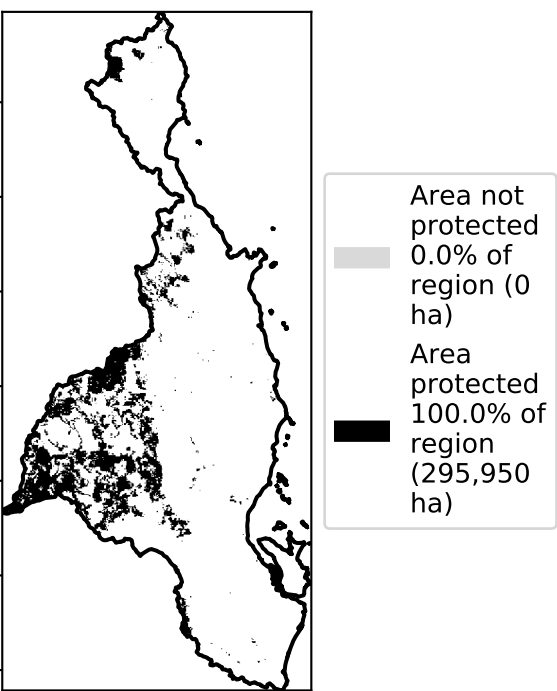 Area not
protected
0.0% of
region (0
ha)
Area
protected
100.0% of
region
(295,950
ha)